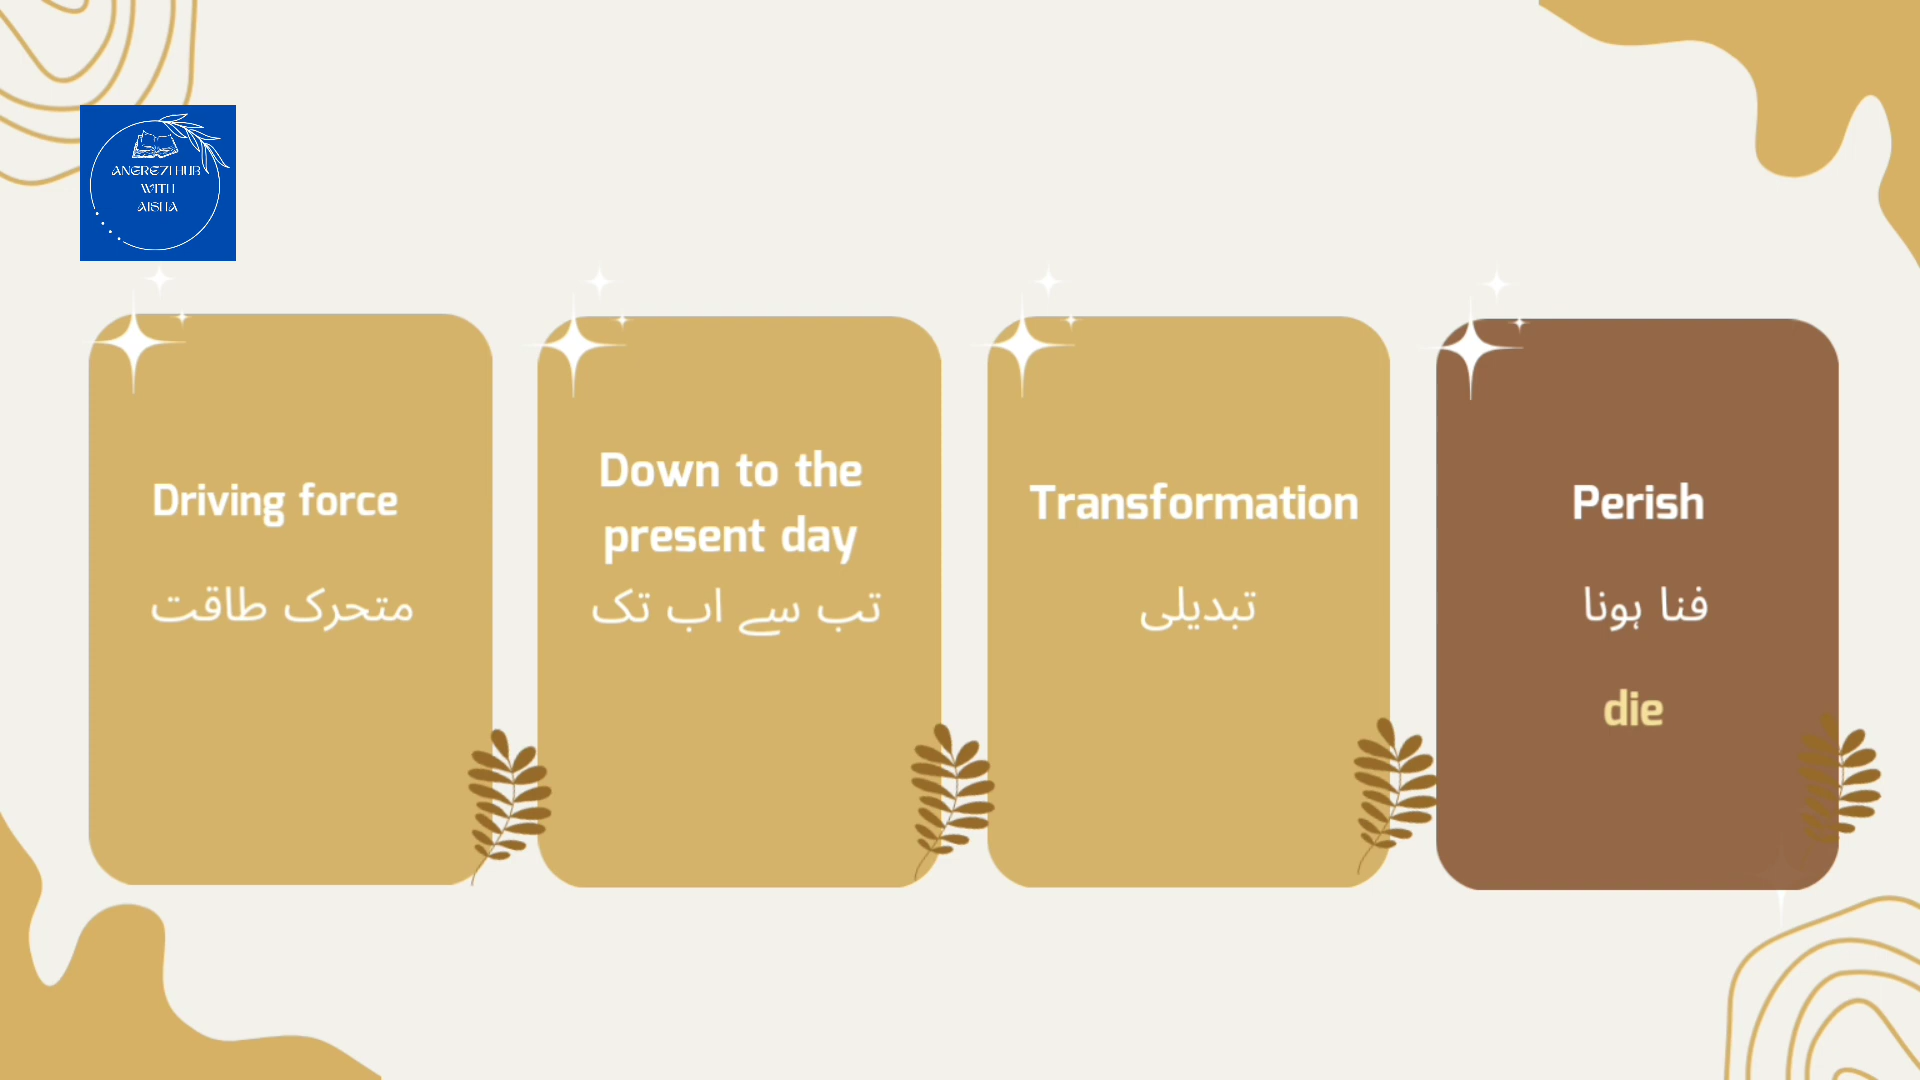 ANGREZI HUB
WITH
AISHA
Driving force
متحرک طاقت
Down to the
present day
تب سے اب تک
Transformation
تبدیلی
Perish
فنا ہونا
die